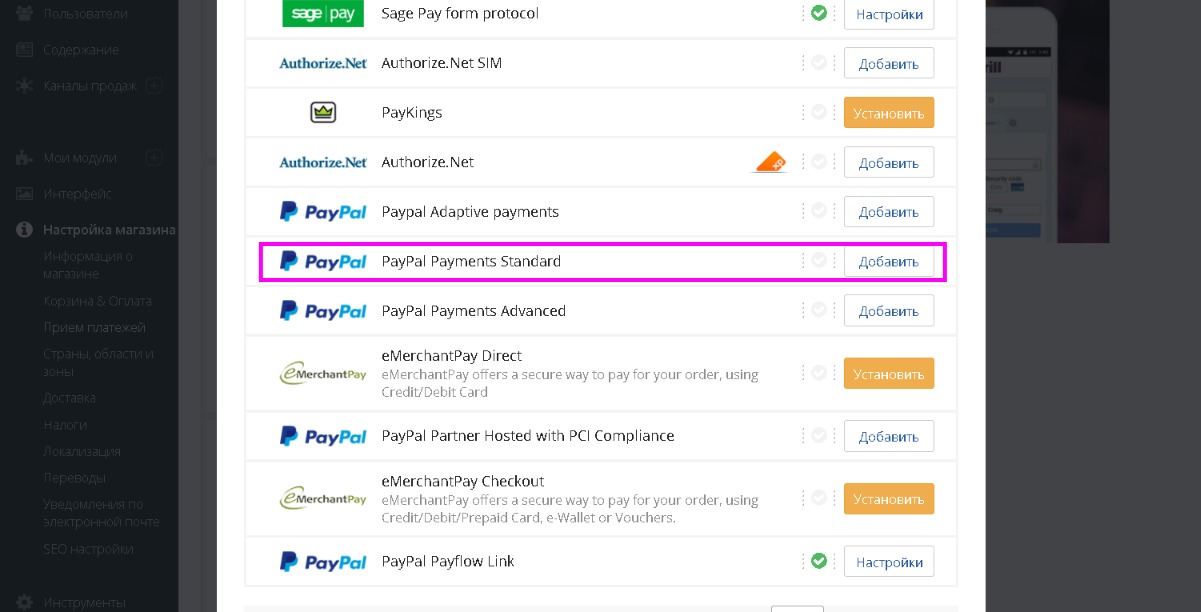 Пользователи
Содержание
Каналы продаж
Мои модули
Интерфейс
Настройка магазина
Информация о
магазине
Корзина & Оплата
Прием платежей
Страны, области и
зоны
Доставка
Налоги
Локализация
Переводы
Уведомления по
электронной почте
SEO настройки
Инструменты
sage pay Sage Pay form protocol Настройки
Authorize.Net Authorize.Net SIM Добавить
PayKings Установить
Authorize.Net Authorize.Net Добавить
PayPal Paypal Adaptive payments Добавить
PayPal PayPal Payments Standard Добавить
PayPal PayPal Payments Advanced Добавить
eMerchantPay eMerchantPay Direct Установить
eMerchantPay offers a secure way to pay for your order, using
Credit/Debit Card
PayPal PayPal Partner Hosted with PCI Compliance Добавить
eMerchantPay eMerchantPay Checkout Установить
eMerchantPay offers a secure way to pay for your order, using
Credit/Debit/Prepaid Card, e-Wallet or Vouchers.
PayPal PayPal Payflow Link Настройки